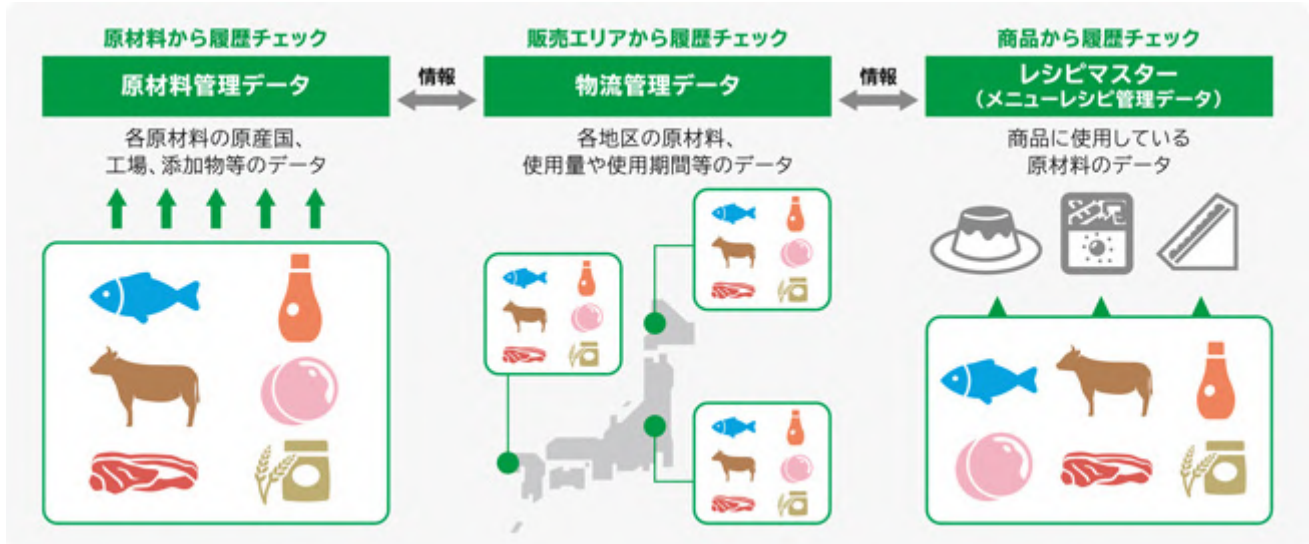 原材料から履歴チェック
原材料管理データ
各原材料の原産国、
工場、添加物等のデータ
情報
販売エリアから履歴チェック
物流管理データ
各地区の原材料、
使用量や使用期間等のデータ
情報
商品から履歴チェック
レシピマスター
（メニューレシピ管理データ）
商品に使用している
原材料のデータ